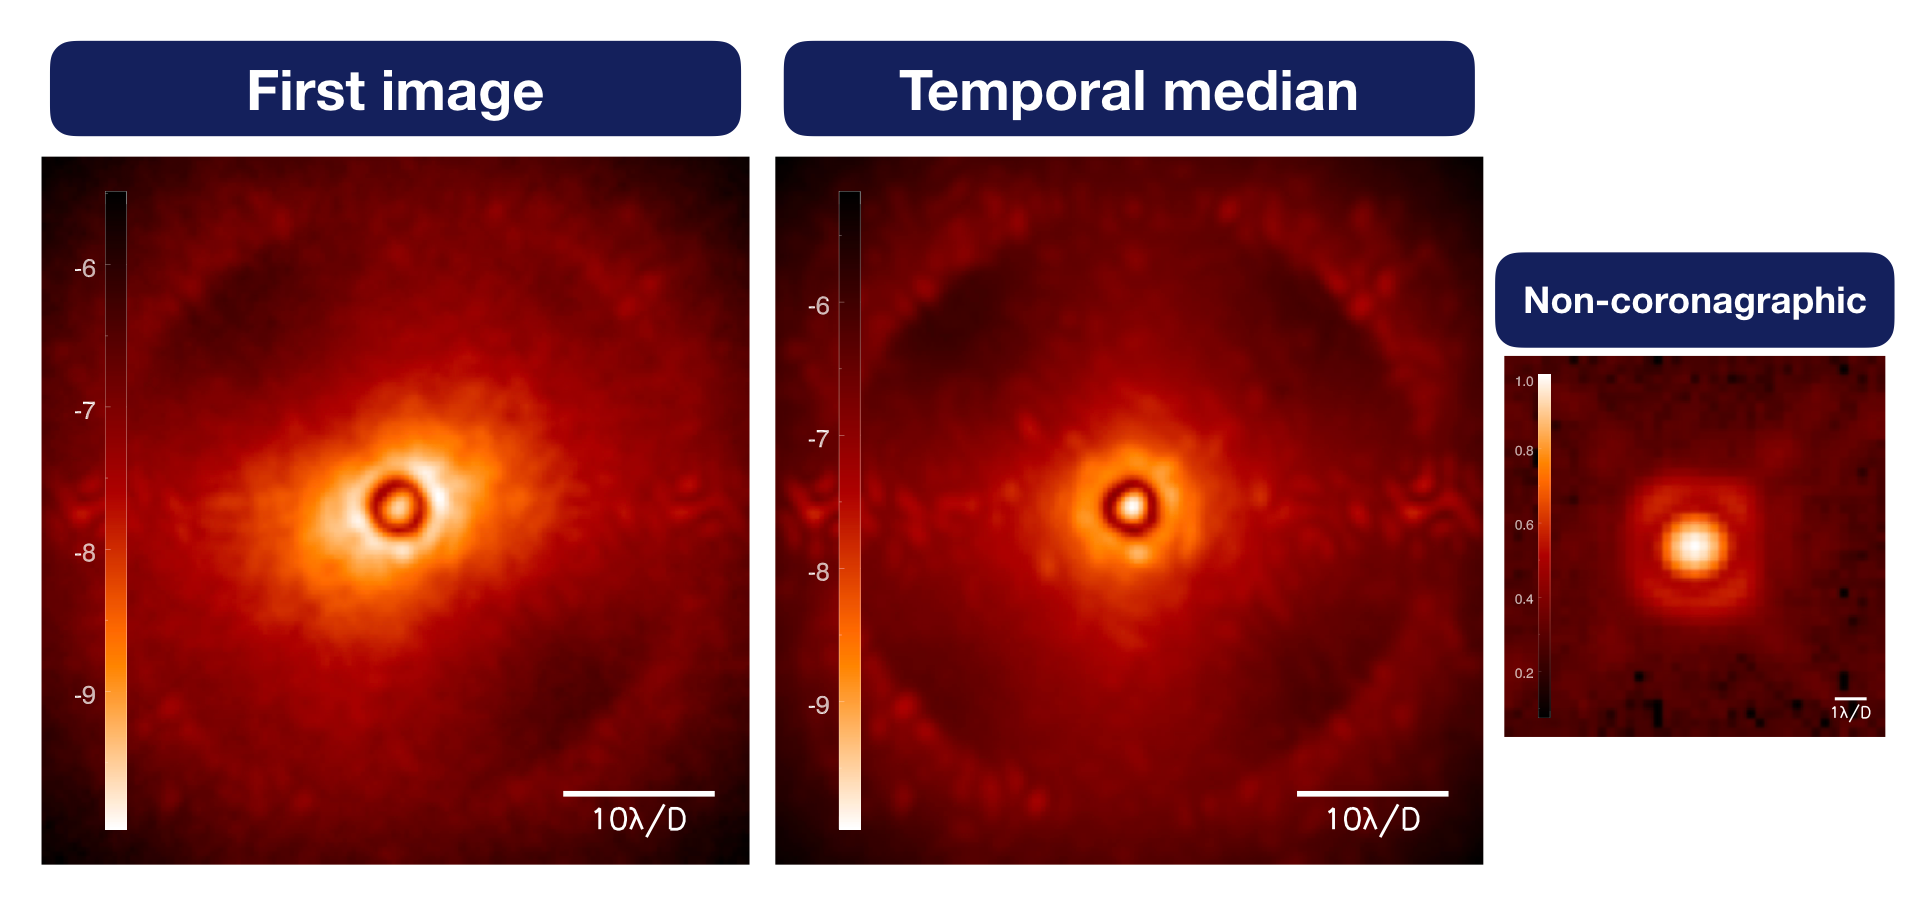 First image
Temporal median
Non-coronagraphic
-6
-7
-8
-9
10λ/D
-6
-7
-8
-9
10λ/D
1.0
0.8
0.6
0.4
0.2
1λ/D